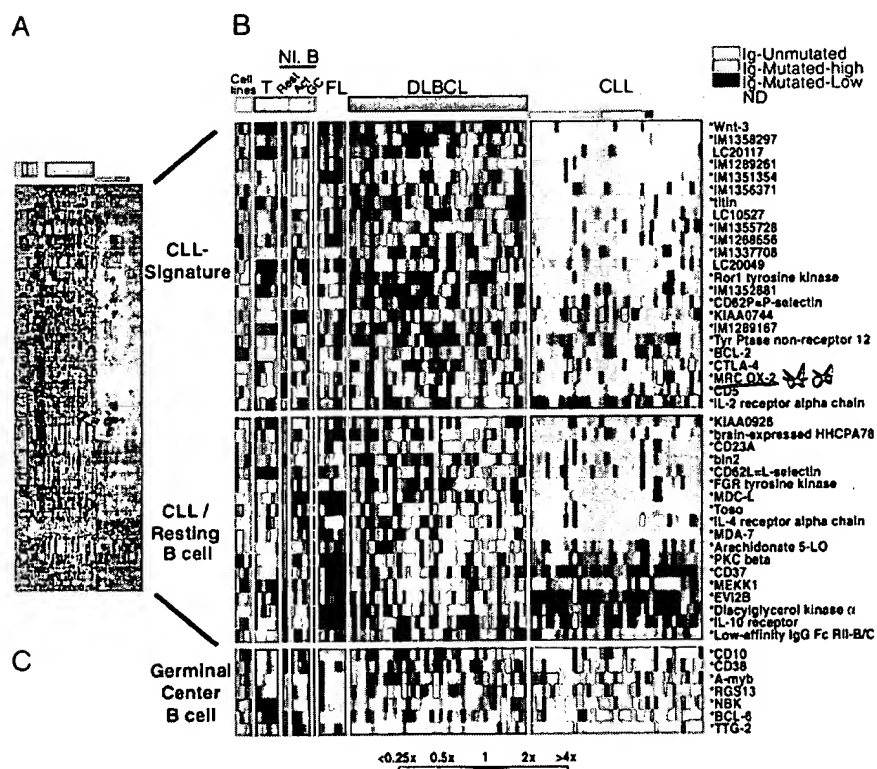 A
B
Nl. B
Cell lines
T
Rest
Act
GC
FL
DLBCL
CLL
Ig-Unmutated
Ig-Mutated-high
Ig-Mutated-Low
ND
CLL-Signature
*Wnt-3
*IM1358297
LC20117
*IM1289261
*IM1351354
*IM1356371
*titin
LC10527
*IM1355728
*IM1268656
*IM1337708
LC20049
*Ror1 tyrosine kinase
*IM1352881
*CD62P=P-selectin
*KIAA0744
*IM1289167
*Tyr Ptase non-receptor 12
*BCL-2
*CTLA-4
*MRC OX-2
*CD5
*IL-2 receptor alpha chain
CLL / Resting B cell
*KIAA0926
*brain-expressed HHCPA78
*CD23A
*bin2
*CD62L=L-selectin
*FGR tyrosine kinase
*MDC-L
*Toso
*IL-4 receptor alpha chain
*MDA-7
*Arachidonate 5-LO
*PKC beta
*CD37
*MEKK1
*EVI2B
*Diacylglycerol kinase α
*IL-10 receptor
*Low-affinity IgG Fc RII-B/C
C
Germinal Center B cell
*CD10
*CD38
*A-myb
*RGS13
*NBK
*BCL-6
*TTG-2
<0.25x 0.5x 1 2x >4x